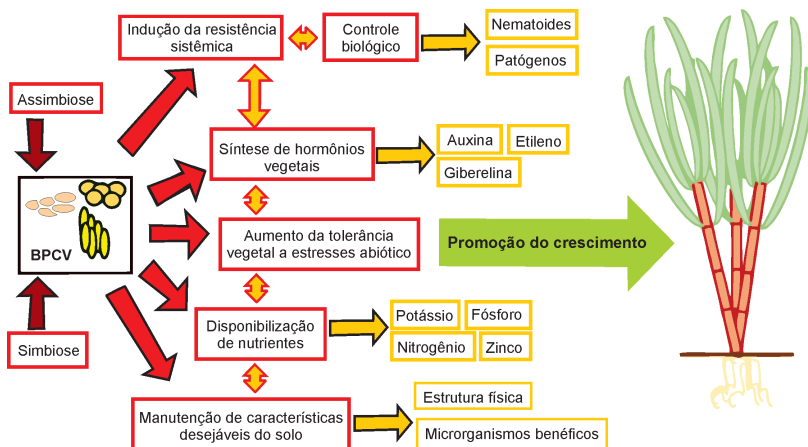 Indução da resistência
sistêmica
Controle
biológico
Nematoides
Patógenos
Assimbiose
Síntese de hormônios
vegetais
Auxina
Etileno
Giberelina
BPCV
Aumento da tolerância
vegetal a estresses abiótico
Promoção do crescimento
Simbiose
Disponibilização
de nutrientes
Potássio
Fósforo
Nitrogênio
Zinco
Manutenção de características
desejáveis do solo
Estrutura física
Microrganismos benéficos